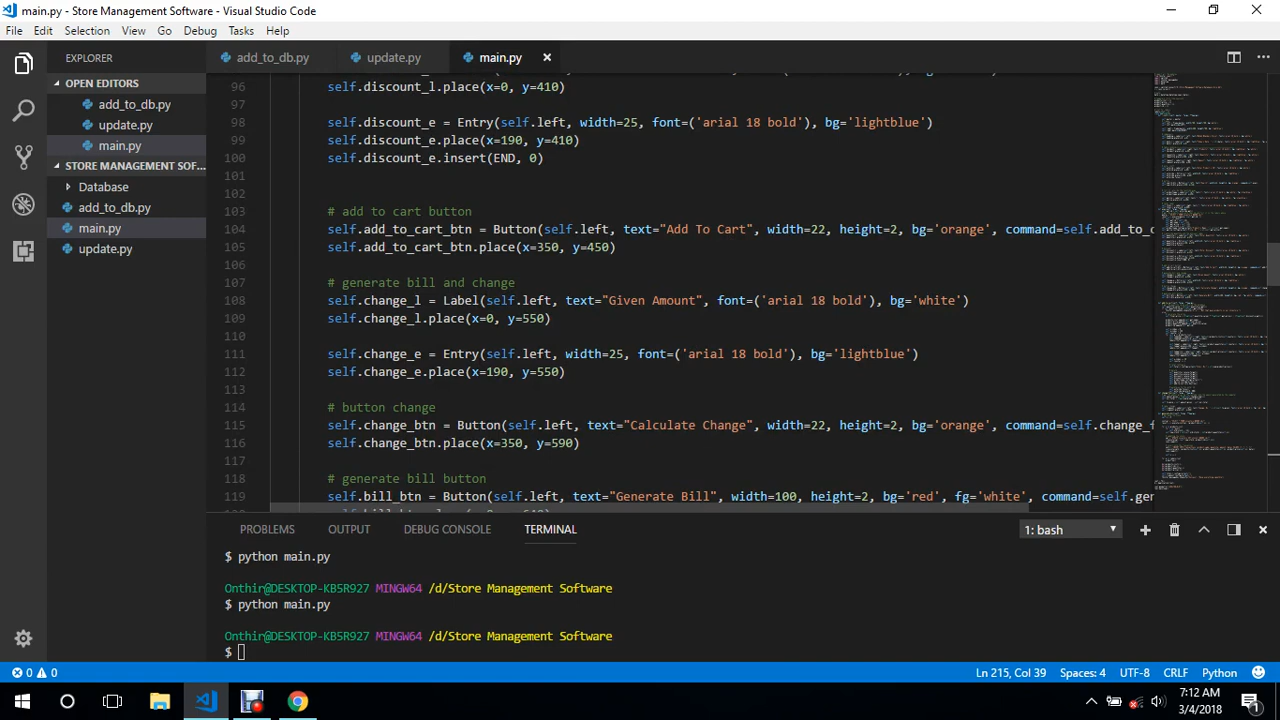 main.py - Store Management Software - Visual Studio Code
File Edit Selection View Go Debug Tasks Help
EXPLORER
OPEN EDITORS
add_to_db.py
update.py
main.py
STORE MANAGEMENT SOF...
Database
add_to_db.py
main.py
update.py
add_to_db.py update.py main.py
96 self.discount_l.place(x=0, y=410)
97
98 self.discount_e = Entry(self.left, width=25, font=('arial 18 bold'), bg='lightblue')
99 self.discount_e.place(x=190, y=410)
100 self.discount_e.insert(END, 0)
101
102
103 # add to cart button
104 self.add_to_cart_btn = Button(self.left, text="Add To Cart", width=22, height=2, bg='orange', command=self.add_to_c
105 self.add_to_cart_btn.place(x=350, y=450)
106
107 # generate bill and change
108 self.change_l = Label(self.left, text="Given Amount", font=('arial 18 bold'), bg='white')
109 self.change_l.place(x=0, y=550)
110
111 self.change_e = Entry(self.left, width=25, font=('arial 18 bold'), bg='lightblue')
112 self.change_e.place(x=190, y=550)
113
114 # button change
115 self.change_btn = Button(self.left, text="Calculate Change", width=22, height=2, bg='orange', command=self.change_f
116 self.change_btn.place(x=350, y=590)
117
118 # generate bill button
119 self.bill_btn = Button(self.left, text="Generate Bill", width=100, height=2, bg='red', fg='white', command=self.gen
PROBLEMS OUTPUT DEBUG CONSOLE TERMINAL 1: bash
$ python main.py
Onthir@DESKTOP-KB5R927 MINGW64 /d/Store Management Software
$ python main.py
Onthir@DESKTOP-KB5R927 MINGW64 /d/Store Management Software
$
0 0 Ln 215, Col 39 Spaces: 4 UTF-8 CRLF Python
7:12 AM
3/4/2018
1